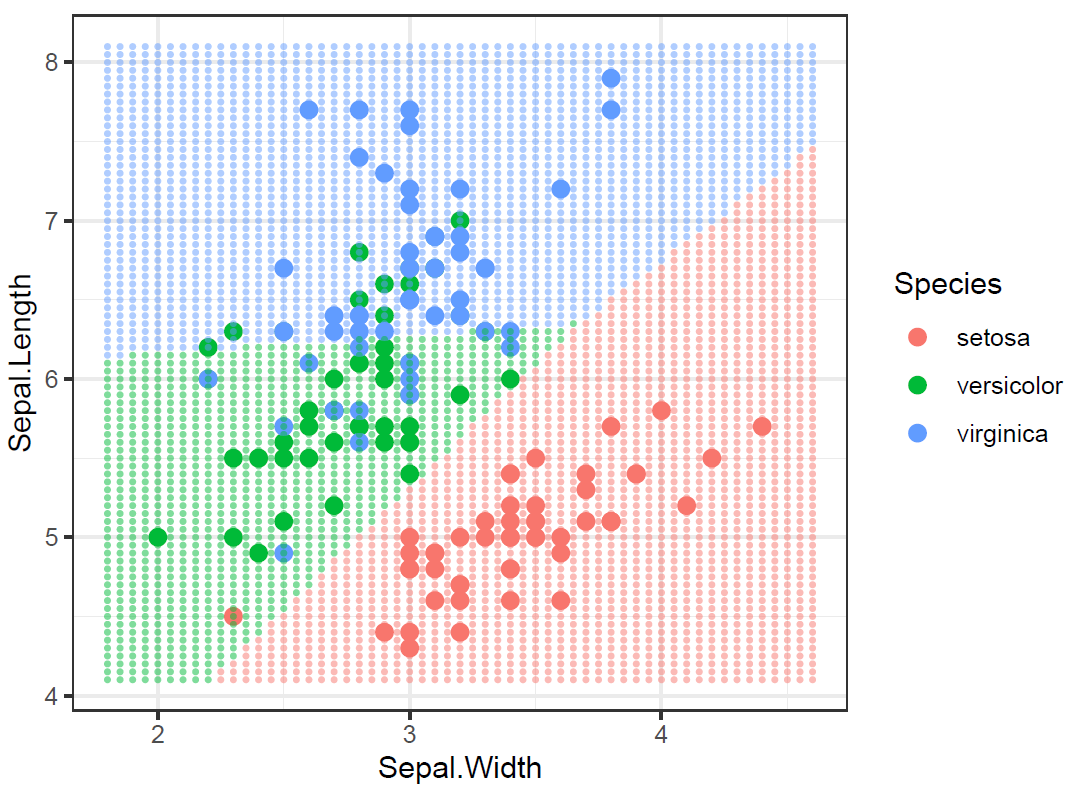 8
7
6
5
4
Sepal.Length
2 3 4
Sepal.Width
Species
setosa
versicolor
virginica